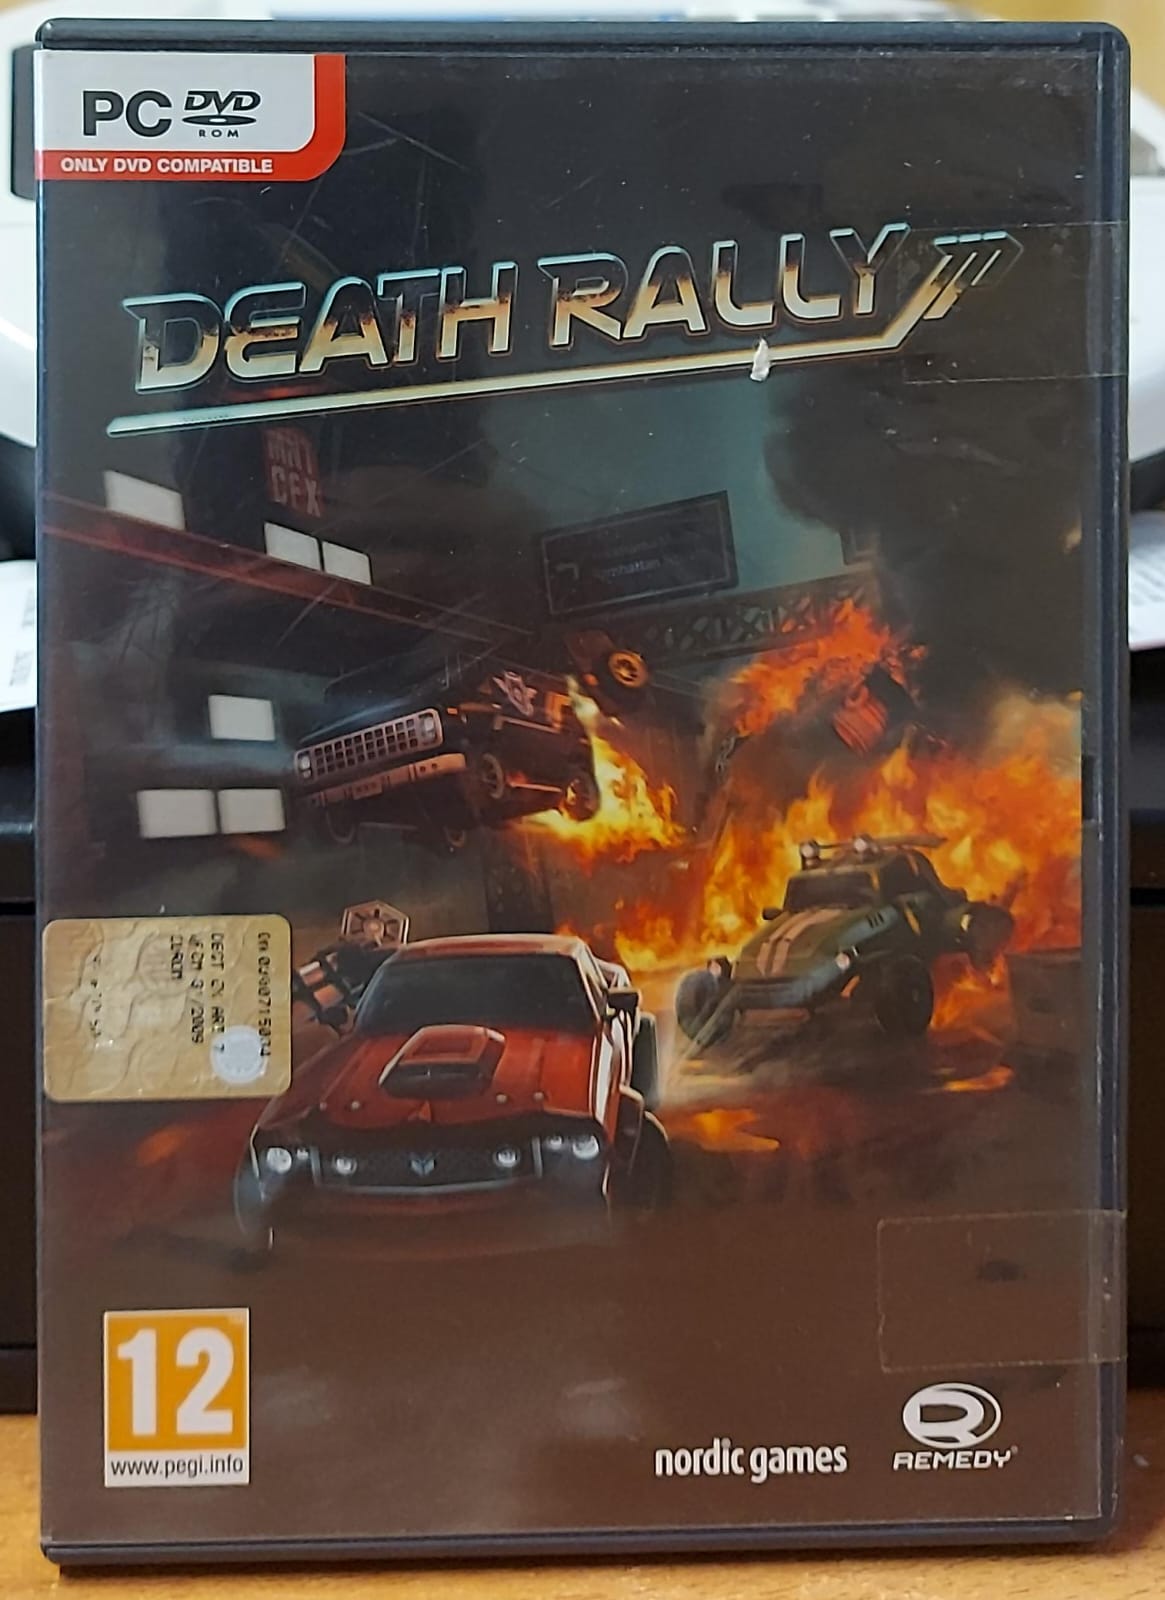 PC DVD
ROM
ONLY DVD COMPATIBLE
DEATH RALLY
12
www.pegi.info
nordic games
REMEDY